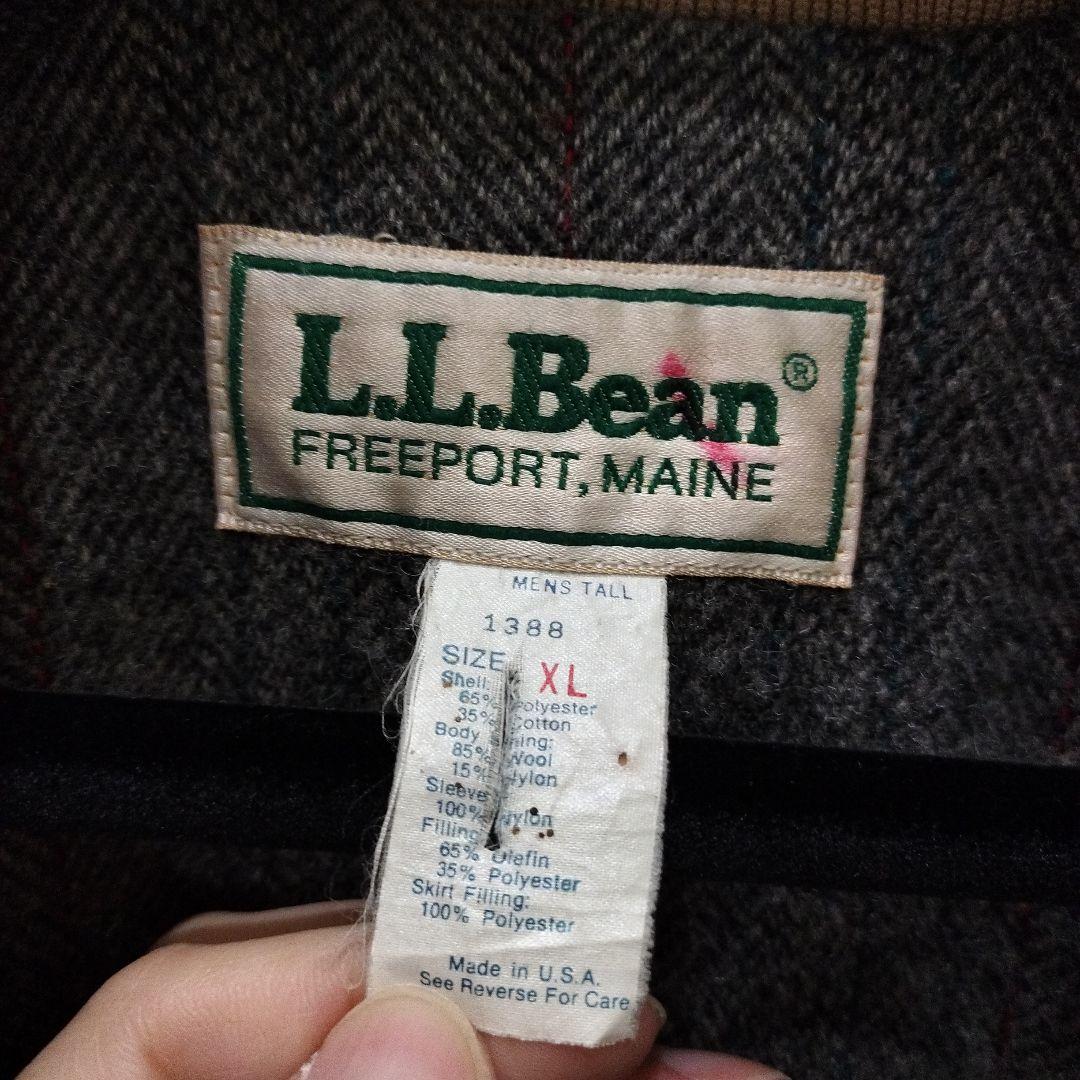 L.L.Bean®
FREEPORT, MAINE
MENS TALL
1388
SIZE XL
Shell:
65% Polyester
35% Cotton
Body Lining:
85% Wool
15% Nylon
Sleeve
100% Nylon
Filling
65% Olefin
35% Polyester
Skirt Filling:
100% Polyester
Made in U.S.A.
See Reverse For Care